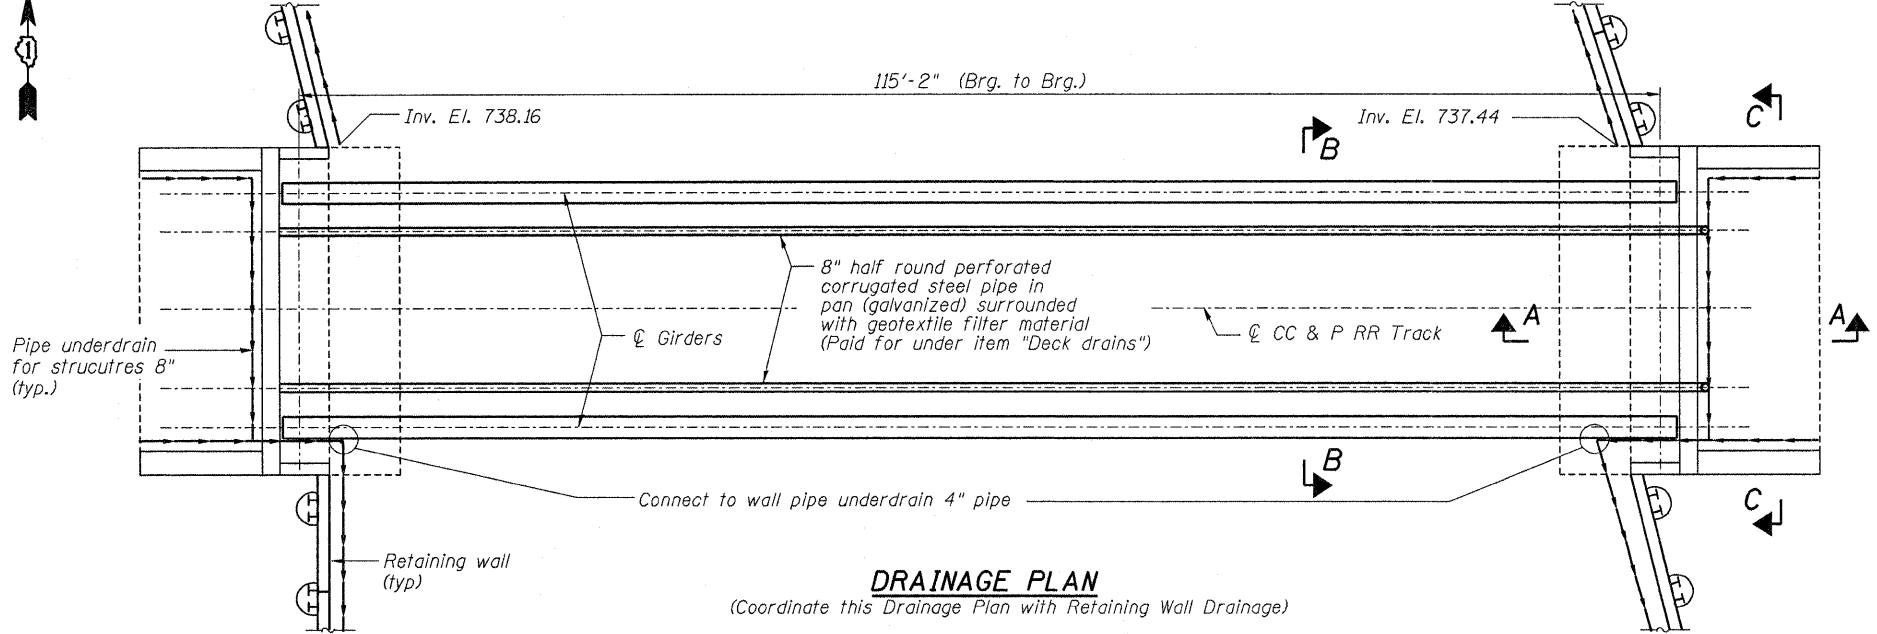 1
115'-2" (Brg. to Brg.)
Inv. El. 738.16
Inv. El. 737.44
C
B
8" half round perforated
corrugated steel pipe in
pan (galvanized) surrounded
with geotextile filter material
(Paid for under item "Deck drains")
℄ Girders
℄ CC & P RR Track
A
A
Pipe underdrain
for strucutres 8"
(typ.)
B
C
Connect to wall pipe underdrain 4" pipe
Retaining wall
(typ)
DRAINAGE PLAN
(Coordinate this Drainage Plan with Retaining Wall Drainage)